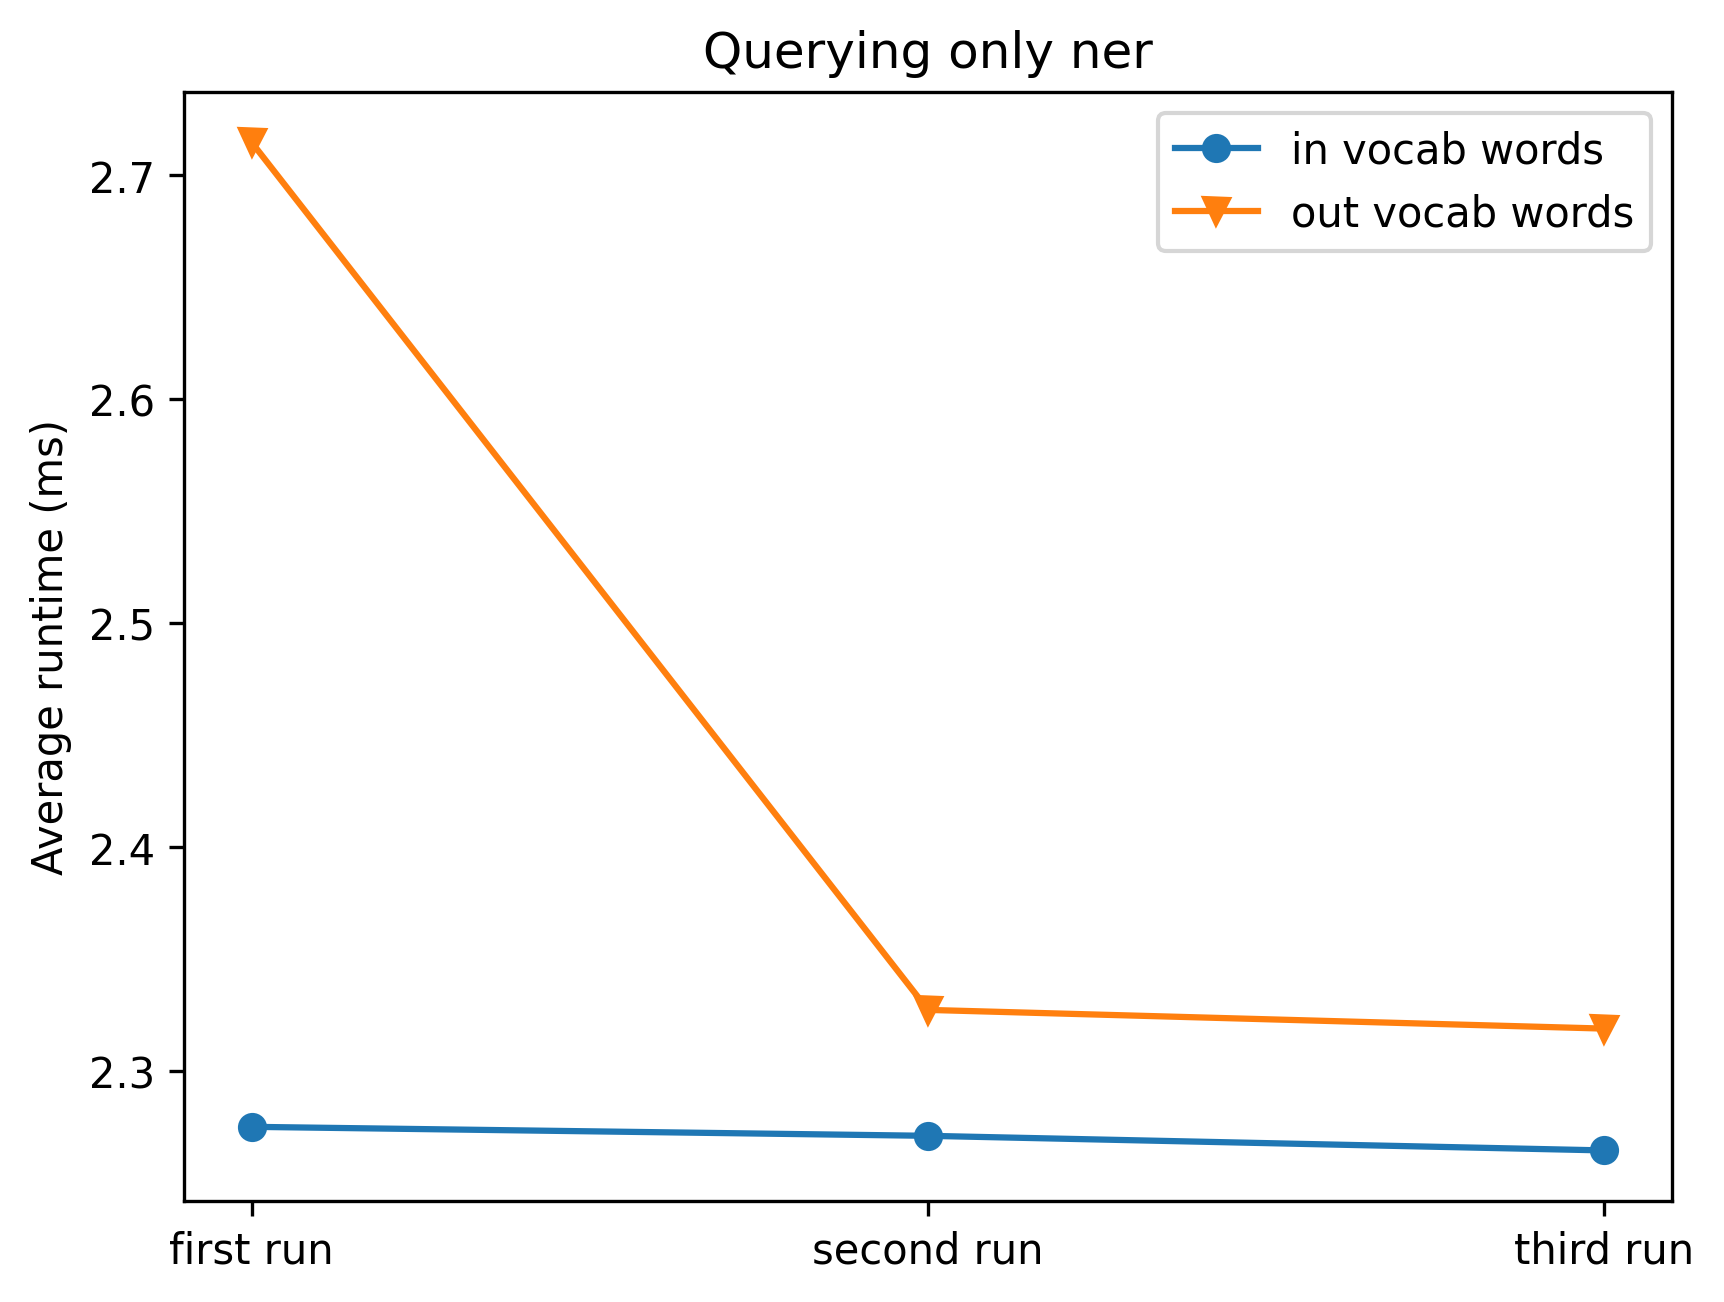 Querying only ner
in vocab words
out vocab words
Average runtime (ms)
2.7
2.6
2.5
2.4
2.3
first run
second run
third run